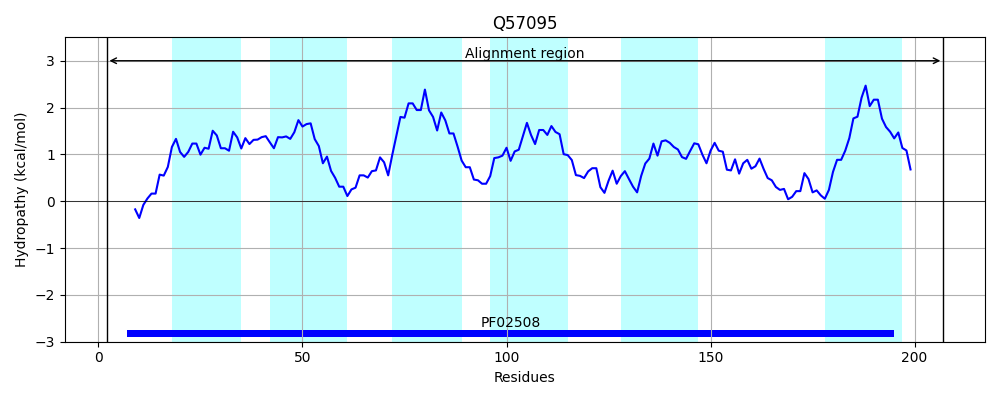 Q57095
Hydropathy (kcal/mol)
3
2
1
0
−1
−2
−3
Alignment region
PF02508
0
50
100
150
200
Residues